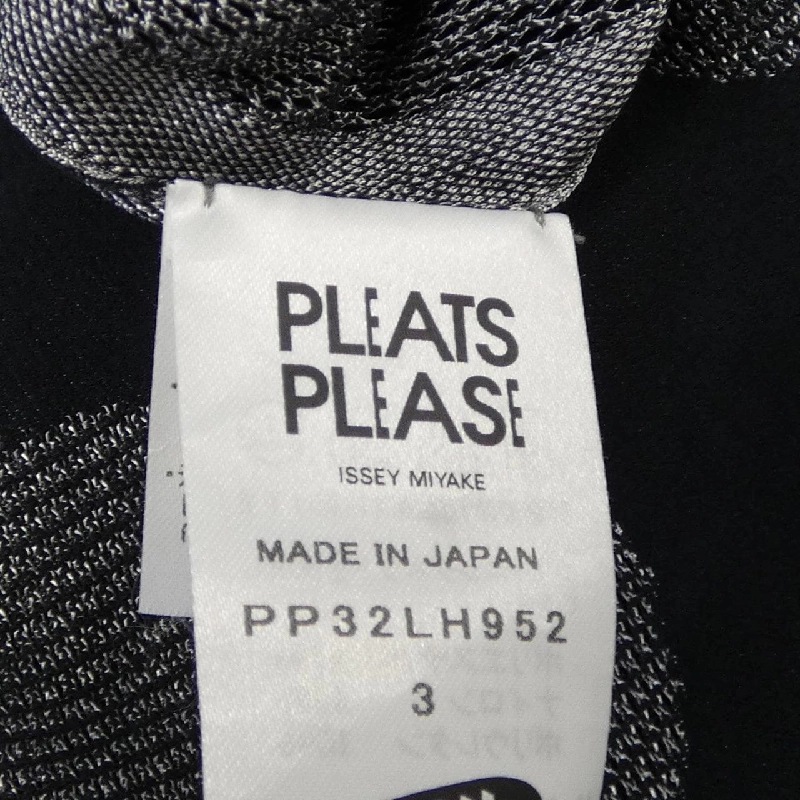 PLEATS
PLEASE
ISSEY MIYAKE
MADE IN JAPAN
PP32LH952
3